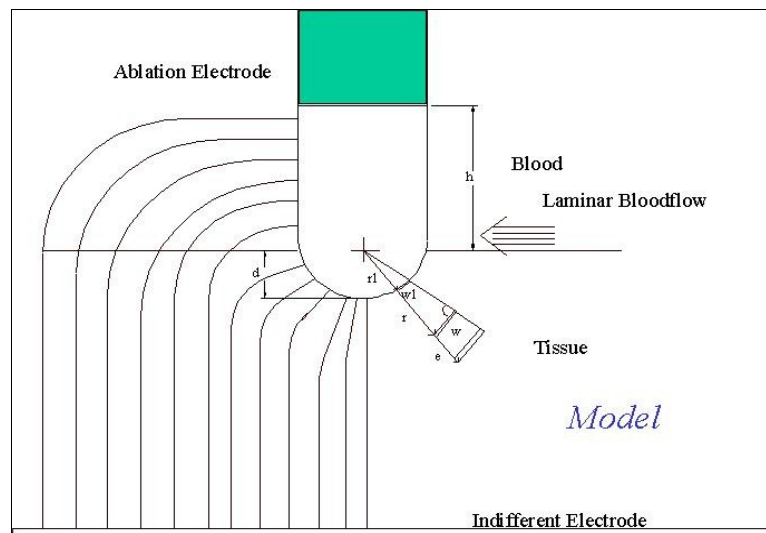 Ablation Electrode
h
Blood
Laminar Bloodflow
d
r1
w1
r
w
e
Tissue
Model
Indifferent Electrode